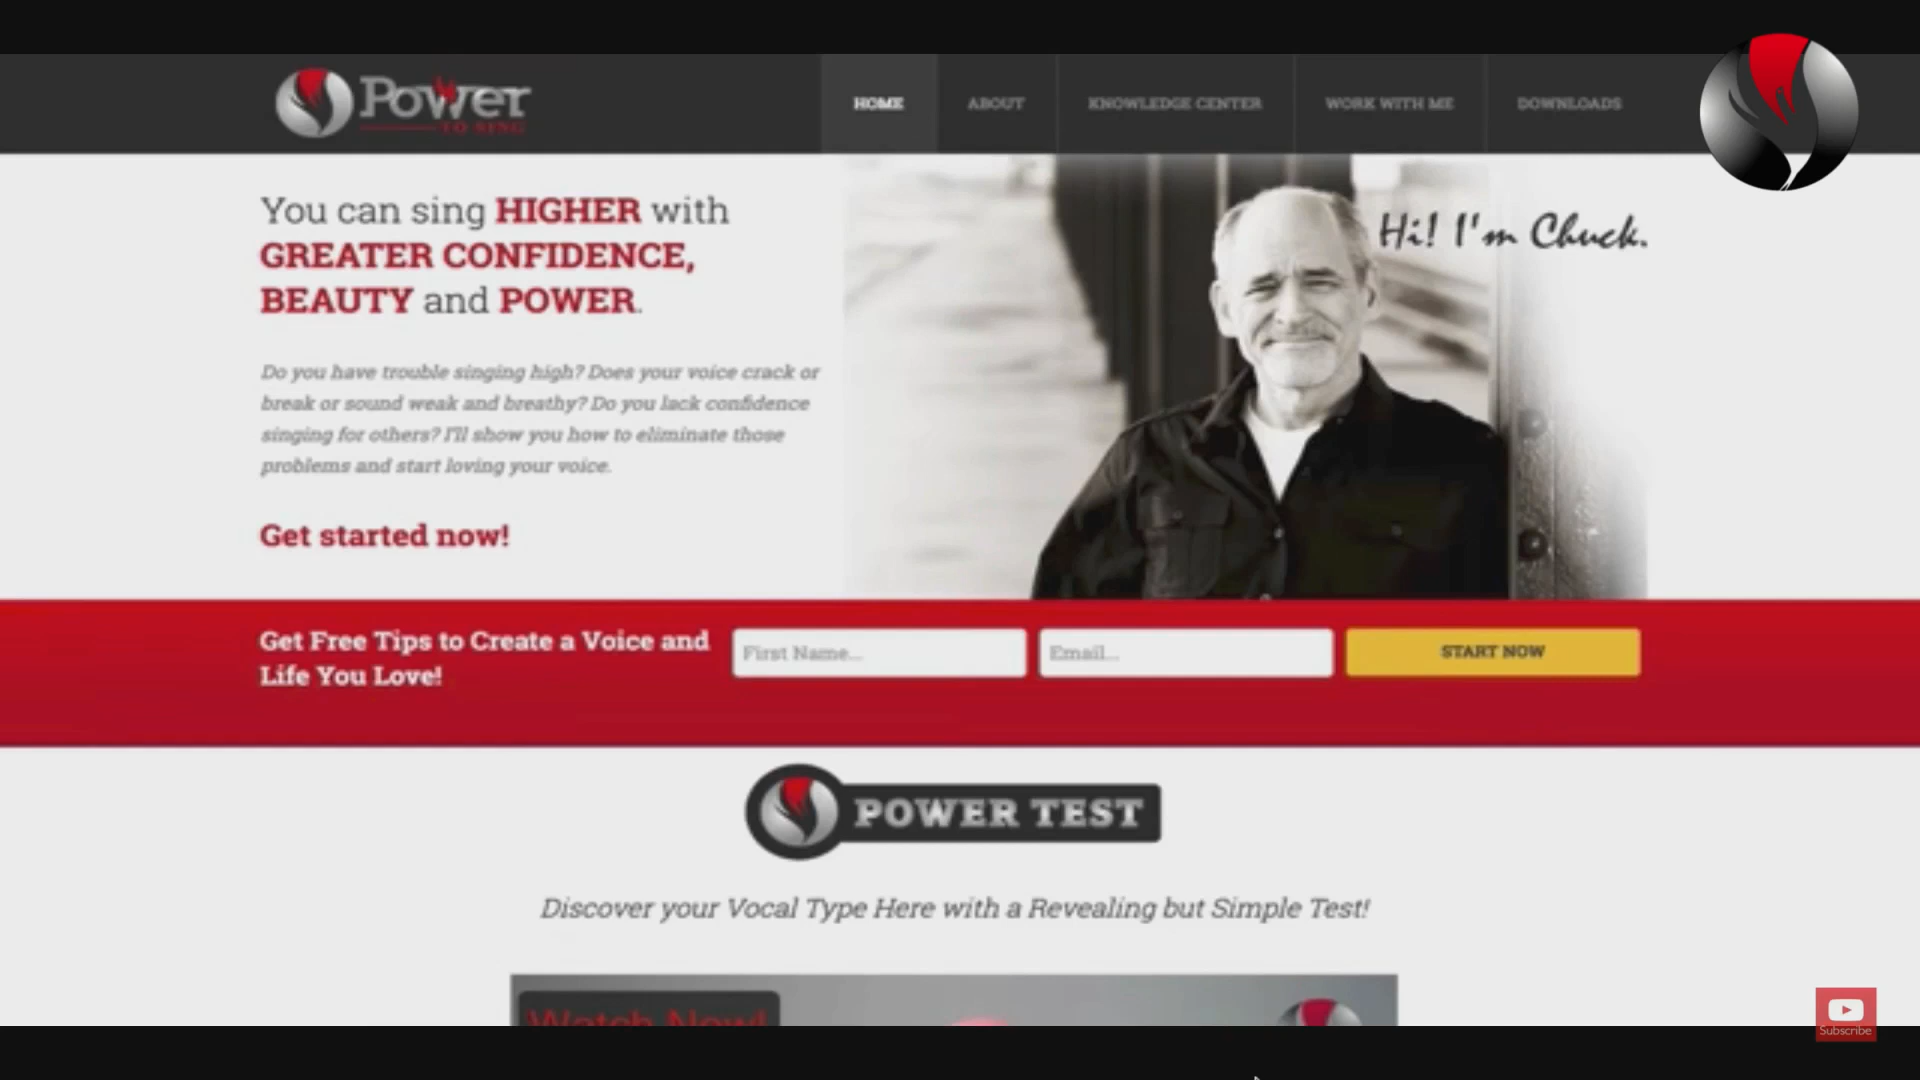 Power
TO SING
HOME
ABOUT
KNOWLEDGE CENTER
WORK WITH ME
DOWNLOADS
You can sing HIGHER with
GREATER CONFIDENCE,
BEAUTY and POWER.
Hi! I'm Chuck.
Do you have trouble singing high? Does your voice crack or
break or sound weak and breathy? Do you lack confidence
singing for others? I'll show you how to eliminate those
problems and start loving your voice.
Get started now!
Get Free Tips to Create a Voice and
Life You Love!
First Name...
Email...
START NOW
POWER TEST
Discover your Vocal Type Here with a Revealing but Simple Test!
Watch Now!
Subscribe